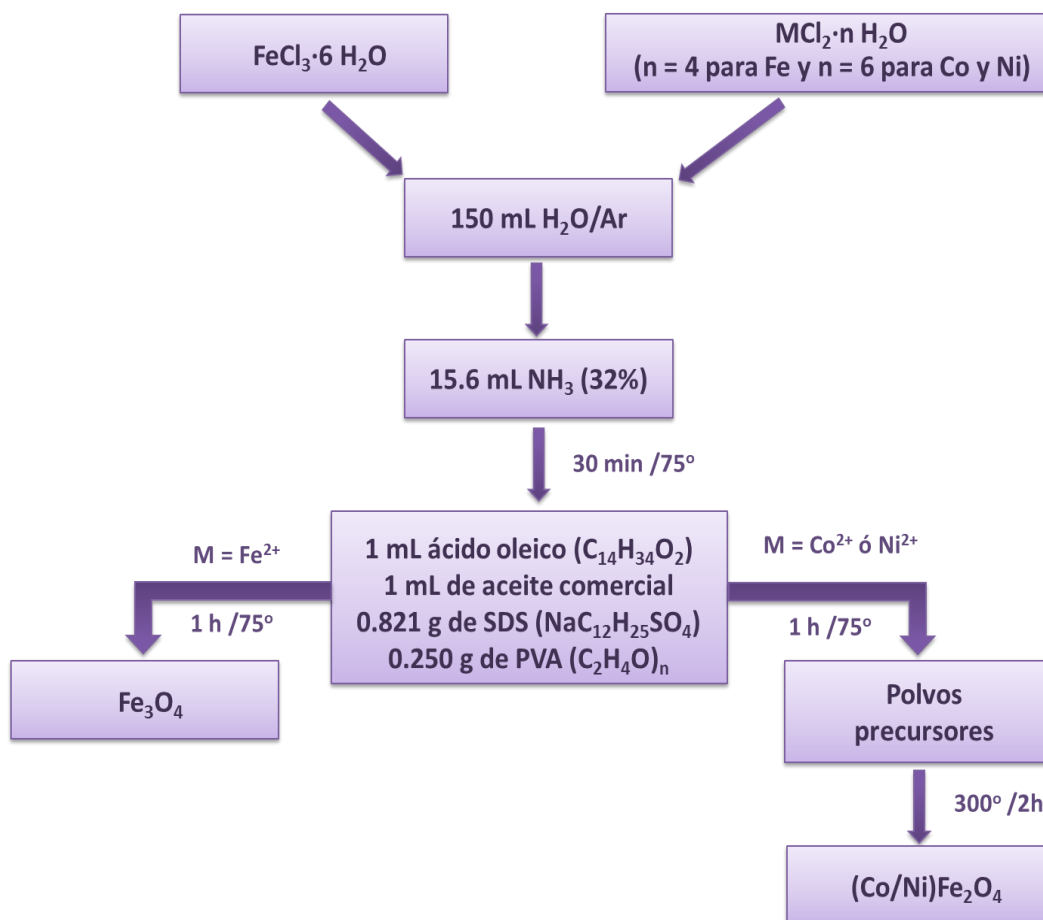 FeCl₃·6 H₂O
MCl₂·n H₂O
(n = 4 para Fe y n = 6 para Co y Ni)
150 mL H₂O/Ar
15.6 mL NH₃ (32%)
30 min /75º
M = Fe²⁺
1 h /75º
1 mL ácido oleico (C₁₄H₃₄O₂)
1 mL de aceite comercial
0.821 g de SDS (NaC₁₂H₂₅SO₄)
0.250 g de PVA (C₂H₄O)ₙ
M = Co²⁺ ó Ni²⁺
1 h /75º
Fe₃O₄
Polvos
precursores
300º /2h
(Co/Ni)Fe₂O₄